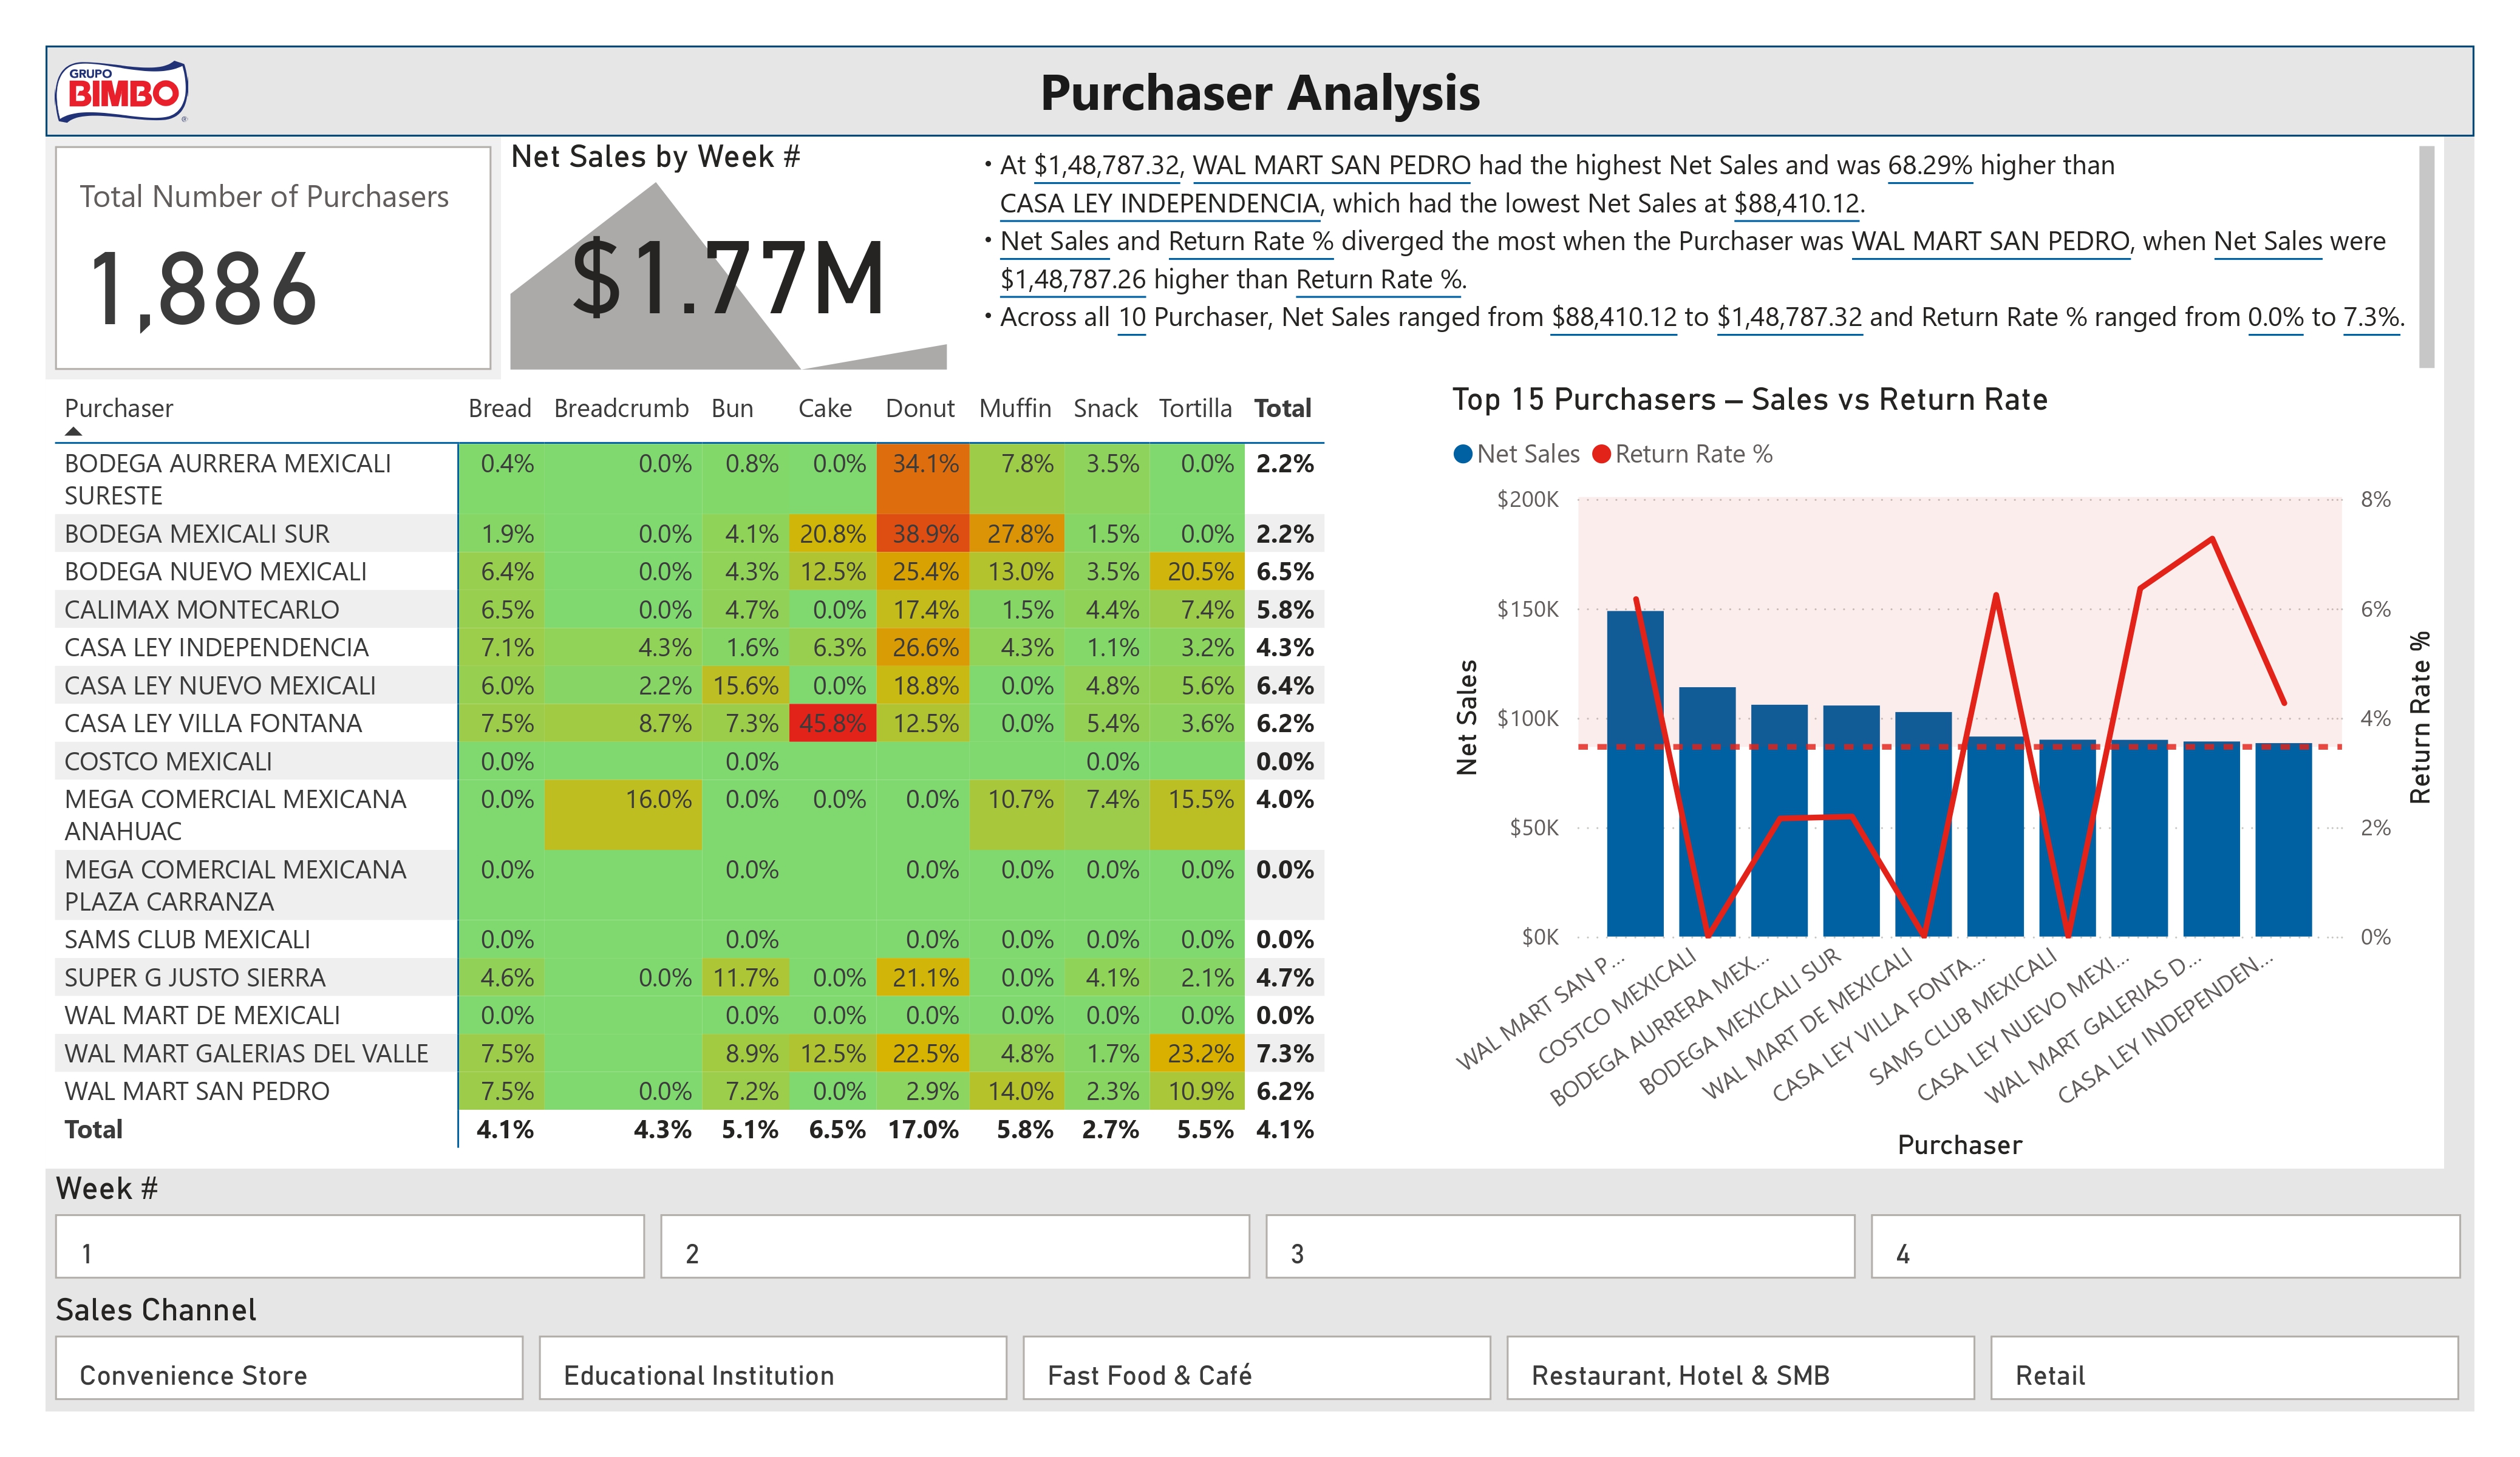 GRUPO
BIMBO
®
Purchaser Analysis
Total Number of Purchasers
1,886
Net Sales by Week #
$1.77M
• At $1,48,787.32, WAL MART SAN PEDRO had the highest Net Sales and was 68.29% higher than
CASA LEY INDEPENDENCIA, which had the lowest Net Sales at $88,410.12.
• Net Sales and Return Rate % diverged the most when the Purchaser was WAL MART SAN PEDRO, when Net Sales were
$1,48,787.26 higher than Return Rate %.
• Across all 10 Purchaser, Net Sales ranged from $88,410.12 to $1,48,787.32 and Return Rate % ranged from 0.0% to 7.3%.
Purchaser Bread Breadcrumb Bun Cake Donut Muffin Snack Tortilla Total
BODEGA AURRERA MEXICALI 0.4% 0.0% 0.8% 0.0% 34.1% 7.8% 3.5% 0.0% 2.2%
SURESTE
BODEGA MEXICALI SUR 1.9% 0.0% 4.1% 20.8% 38.9% 27.8% 1.5% 0.0% 2.2%
BODEGA NUEVO MEXICALI 6.4% 0.0% 4.3% 12.5% 25.4% 13.0% 3.5% 20.5% 6.5%
CALIMAX MONTECARLO 6.5% 0.0% 4.7% 0.0% 17.4% 1.5% 4.4% 7.4% 5.8%
CASA LEY INDEPENDENCIA 7.1% 4.3% 1.6% 6.3% 26.6% 4.3% 1.1% 3.2% 4.3%
CASA LEY NUEVO MEXICALI 6.0% 2.2% 15.6% 0.0% 18.8% 0.0% 4.8% 5.6% 6.4%
CASA LEY VILLA FONTANA 7.5% 8.7% 7.3% 45.8% 12.5% 0.0% 5.4% 3.6% 6.2%
COSTCO MEXICALI 0.0% 0.0% 0.0% 0.0%
MEGA COMERCIAL MEXICANA 0.0% 16.0% 0.0% 0.0% 0.0% 10.7% 7.4% 15.5% 4.0%
ANAHUAC
MEGA COMERCIAL MEXICANA 0.0% 0.0% 0.0% 0.0% 0.0% 0.0% 0.0%
PLAZA CARRANZA
SAMS CLUB MEXICALI 0.0% 0.0% 0.0% 0.0% 0.0% 0.0% 0.0%
SUPER G JUSTO SIERRA 4.6% 0.0% 11.7% 0.0% 21.1% 0.0% 4.1% 2.1% 4.7%
WAL MART DE MEXICALI 0.0% 0.0% 0.0% 0.0% 0.0% 0.0% 0.0% 0.0%
WAL MART GALERIAS DEL VALLE 7.5% 8.9% 12.5% 22.5% 4.8% 1.7% 23.2% 7.3%
WAL MART SAN PEDRO 7.5% 0.0% 7.2% 0.0% 2.9% 14.0% 2.3% 10.9% 6.2%
Total 4.1% 4.3% 5.1% 6.5% 17.0% 5.8% 2.7% 5.5% 4.1%
Top 15 Purchasers – Sales vs Return Rate
Net Sales Return Rate %
$200K 8%
$150K 6%
$100K 4%
$50K 2%
$0K 0%
Net Sales
Return Rate %
WAL MART SAN P...
COSTCO MEXICALI
BODEGA AURRERA MEX...
BODEGA MEXICALI SUR
WAL MART DE MEXICALI
CASA LEY VILLA FONTA...
SAMS CLUB MEXICALI
CASA LEY NUEVO MEXI...
WAL MART GALERIAS D...
CASA LEY INDEPENDEN...
Purchaser
Week #
1 2 3 4
Sales Channel
Convenience Store Educational Institution Fast Food & Café Restaurant, Hotel & SMB Retail